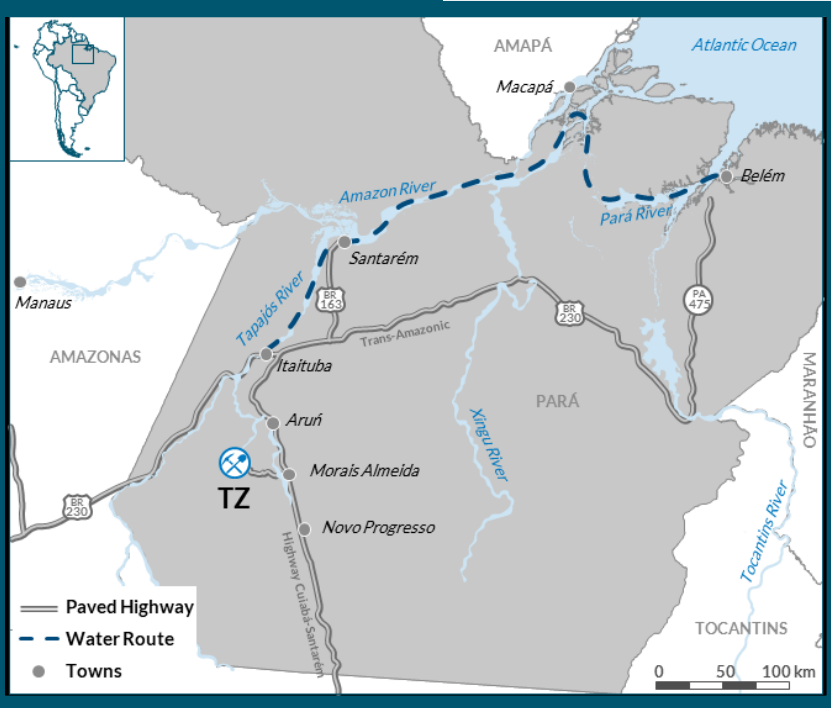 AMAPÁ
Atlantic Ocean
Macapá
Amazon River
Belém
Pará River
Santarém
Manaus
Tapajós River
BR
163
PA
475
BR
230
Trans-Amazonic
AMAZONAS
Itaituba
MARANHÃO
PARÁ
Aruń
Xingu River
Morais Almeida
TZ
BR
230
Novo Progresso
Tocantins River
Highway Cuiabá-Santarém
Paved Highway
Water Route
Towns
TOCANTINS
0 50 100 km